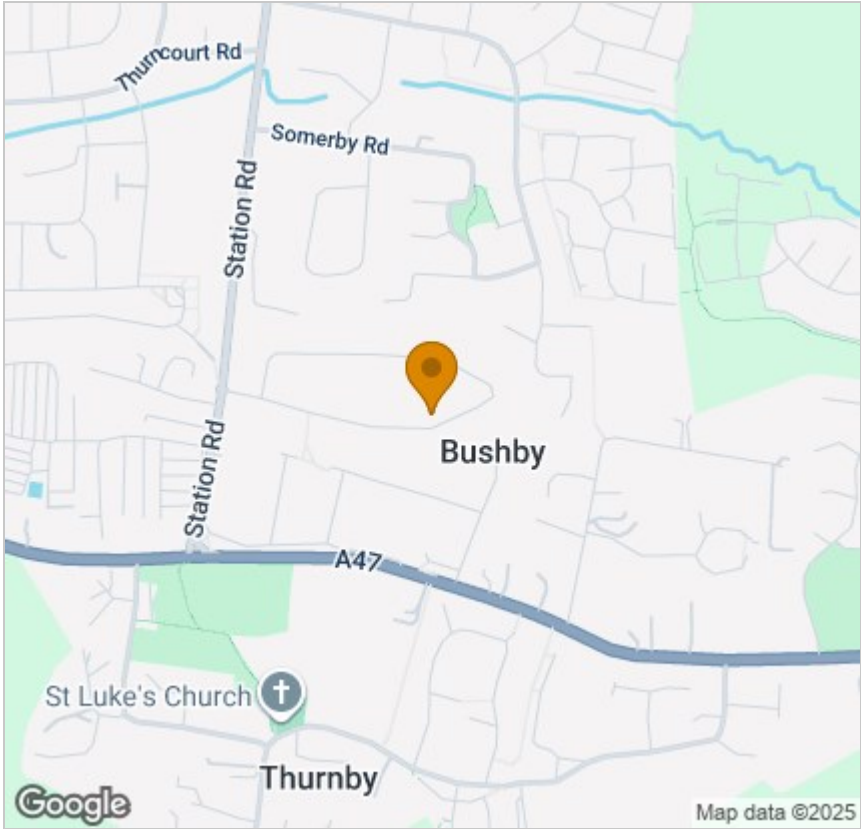 Thurncourt Rd
Somerby Rd
Station Rd
Bushby
Station Rd
A47
St Luke's Church
Thurnby
Google
Map data ©2025